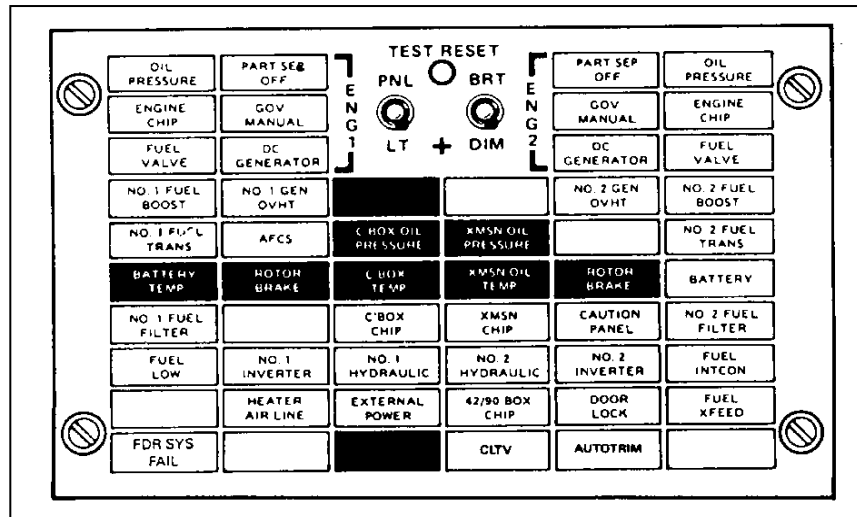 TEST RESET
PNL BRT
LT + DIM
ENG1
ENG2
OIL PRESSURE
PART SEP OFF
PART SEP OFF
OIL PRESSURE
ENGINE CHIP
GOV MANUAL
GOV MANUAL
ENGINE CHIP
FUEL VALVE
DC GENERATOR
DC GENERATOR
FUEL VALVE
NO. 1 FUEL BOOST
NO. 1 GEN OVHT
NO. 2 GEN OVHT
NO. 2 FUEL BOOST
NO. 1 FUEL TRANS
AFCS
C BOX OIL PRESSURE
XMSN OIL PRESSURE
NO. 2 FUEL TRANS
BATTERY TEMP
ROTOR BRAKE
C BOX TEMP
XMSN OIL TEMP
ROTOR BRAKE
BATTERY
NO. 1 FUEL FILTER
C'BOX CHIP
XMSN CHIP
CAUTION PANEL
NO. 2 FUEL FILTER
FUEL LOW
NO. 1 INVERTER
NO. 1 HYDRAULIC
NO. 2 HYDRAULIC
NO. 2 INVERTER
FUEL INTCON
HEATER AIR LINE
EXTERNAL POWER
42/90 BOX CHIP
DOOR LOCK
FUEL XFEED
FDR SYS FAIL
CLTV
AUTOTRIM